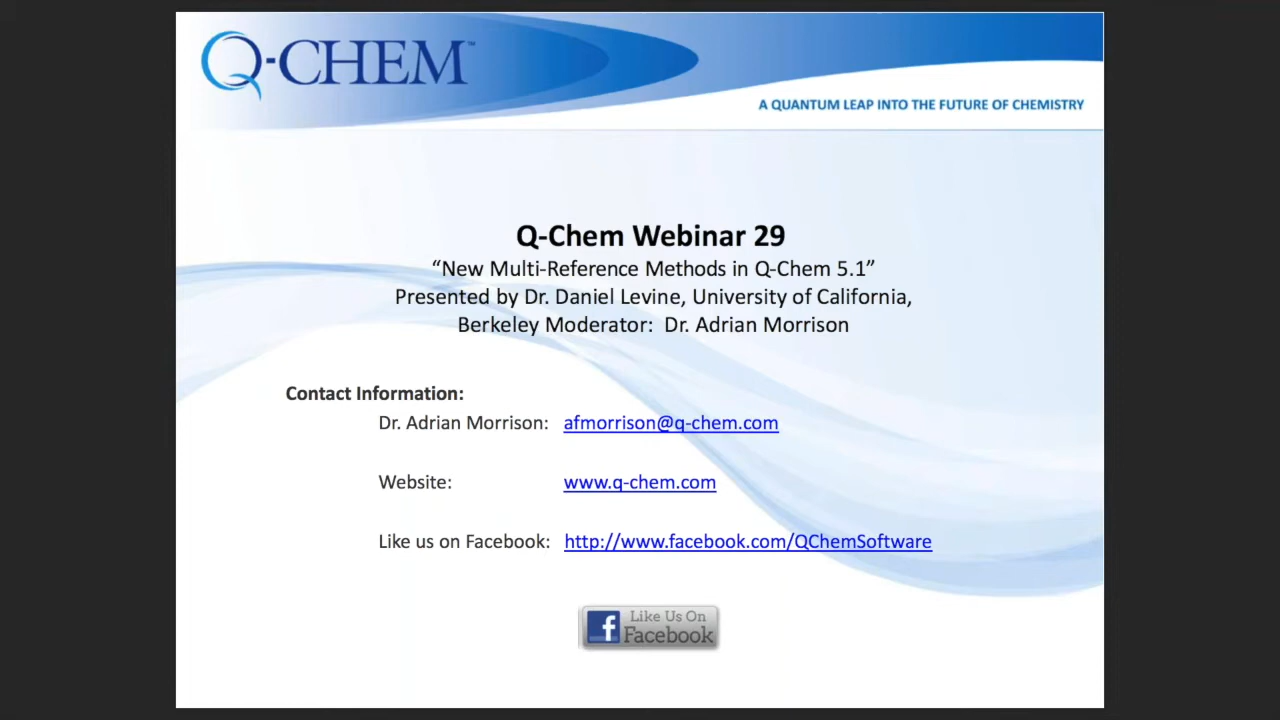 Q-CHEM™
A QUANTUM LEAP INTO THE FUTURE OF CHEMISTRY
Q-Chem Webinar 29
“New Multi-Reference Methods in Q-Chem 5.1”
Presented by Dr. Daniel Levine, University of California,
Berkeley Moderator: Dr. Adrian Morrison
Contact Information:
Dr. Adrian Morrison: afmorrison@q-chem.com
Website: www.q-chem.com
Like us on Facebook: http://www.facebook.com/QChemSoftware
f Like Us On
Facebook